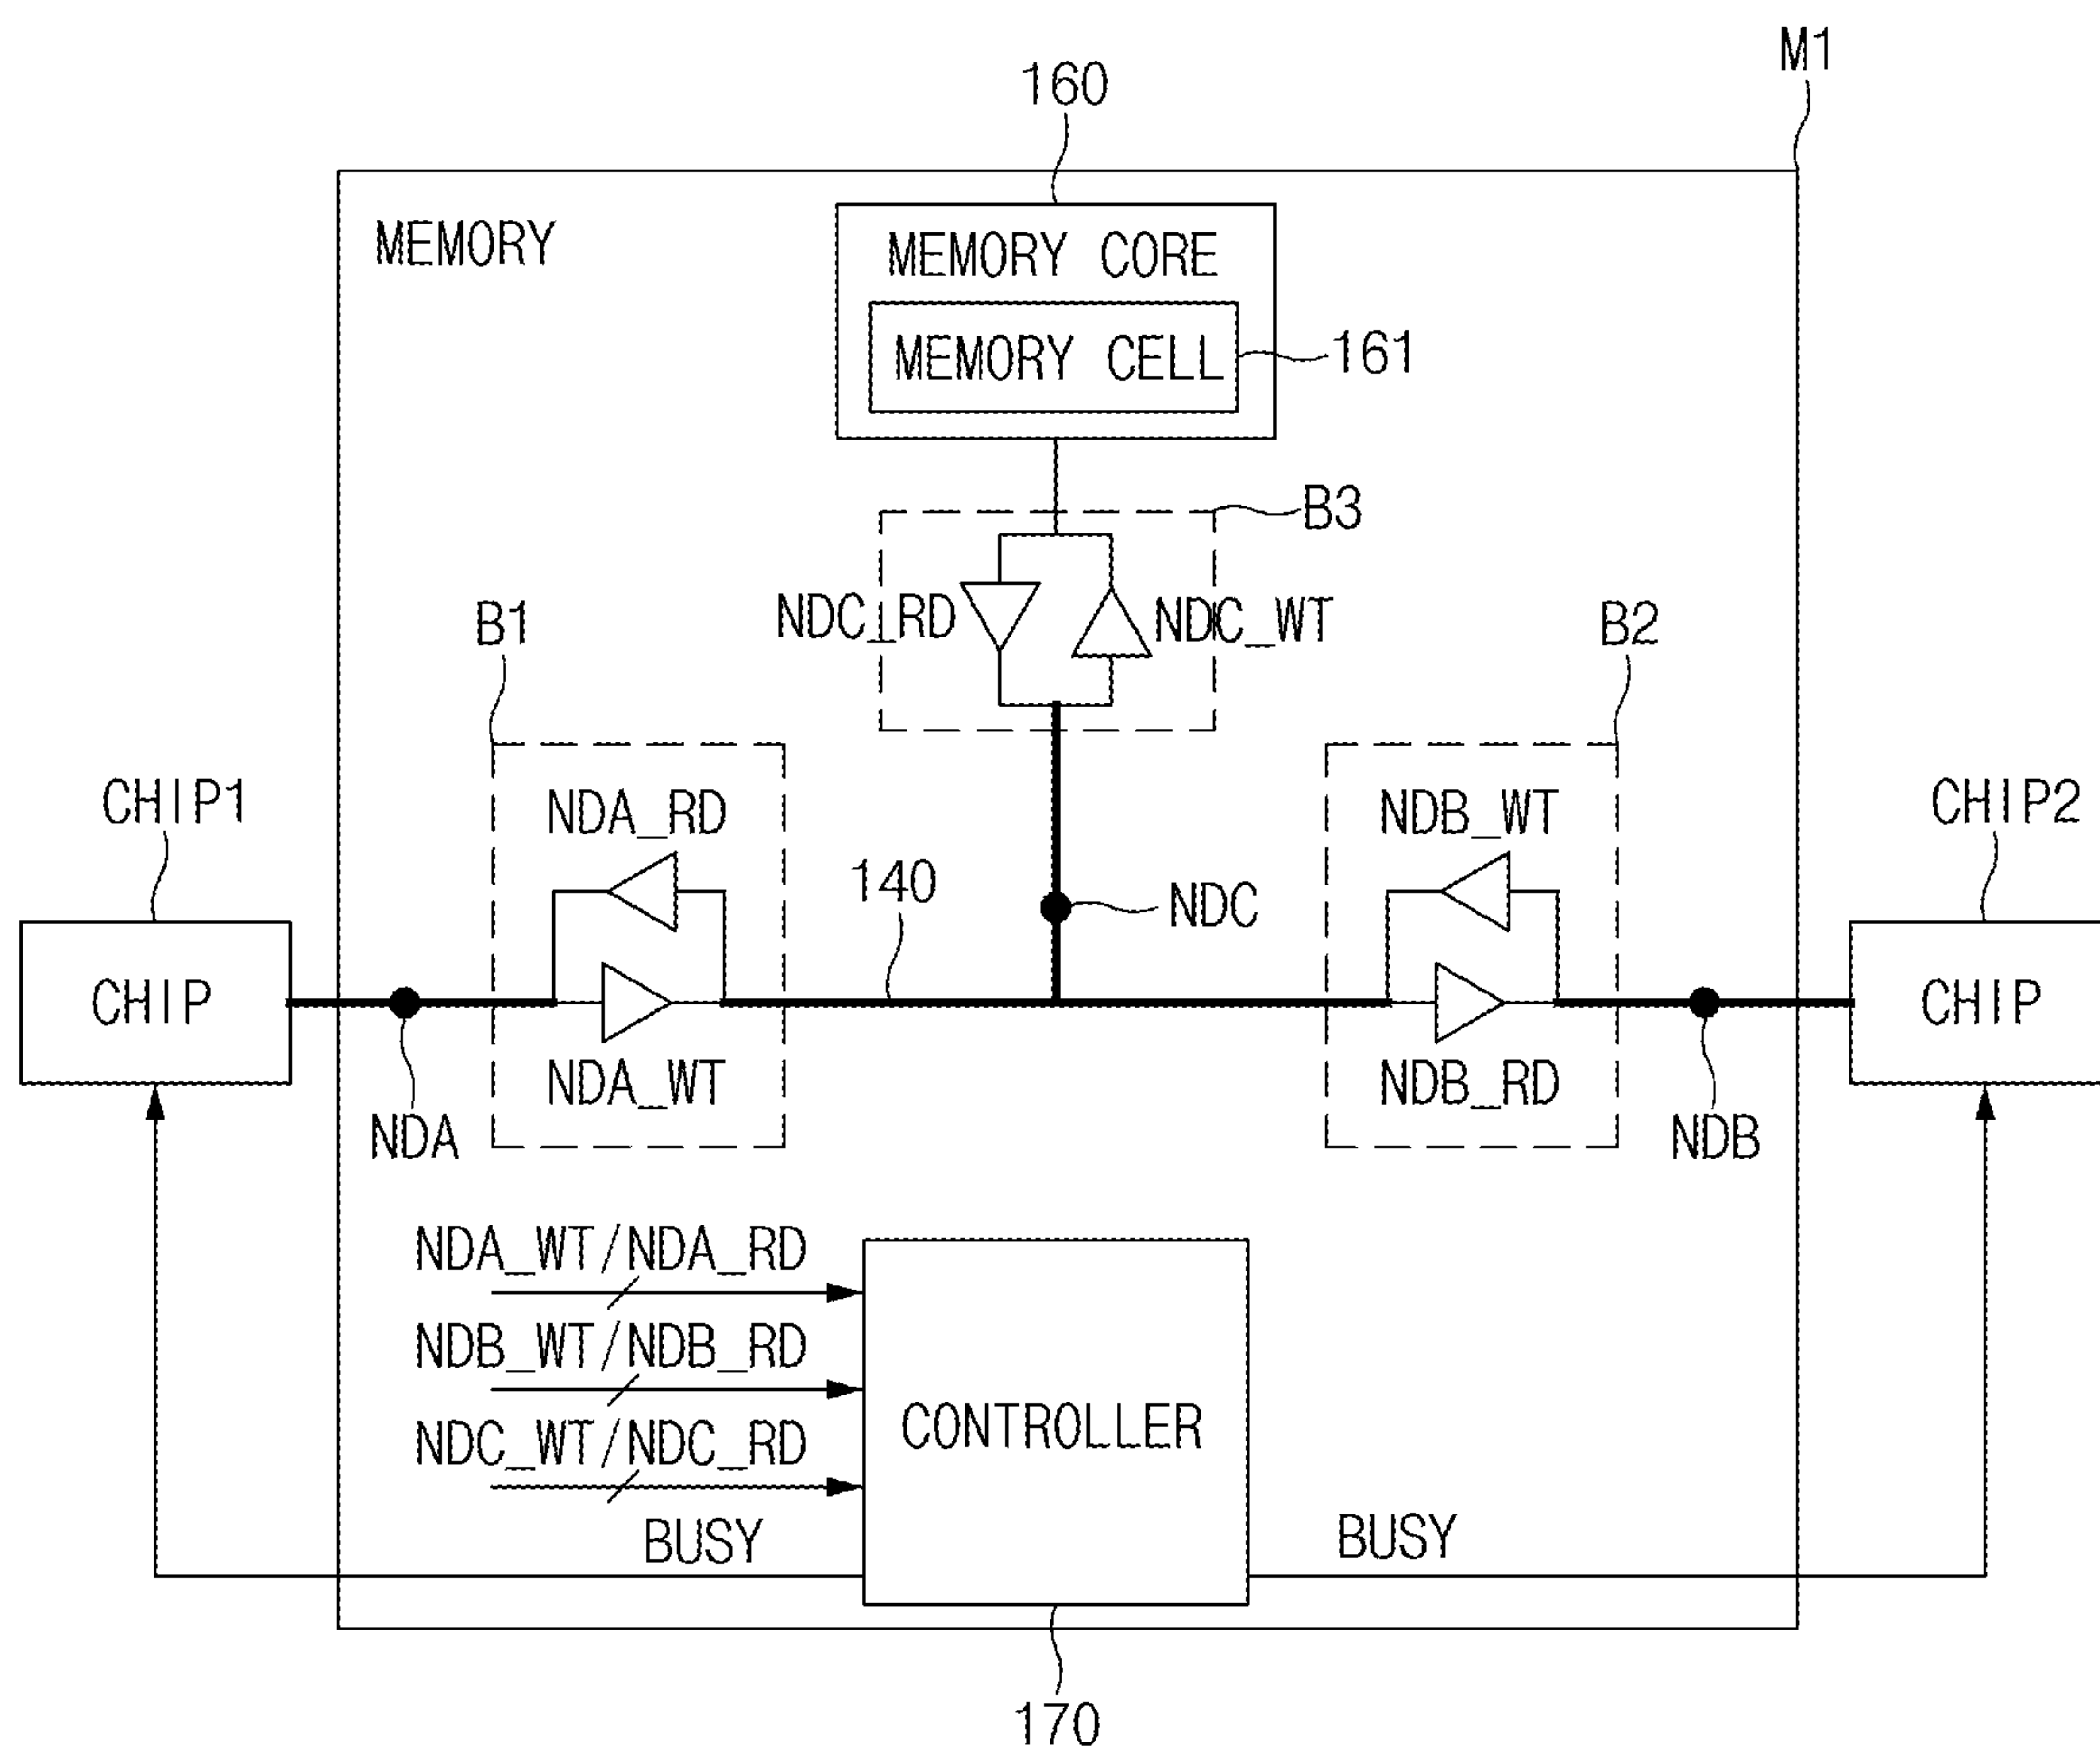 M1
160
MEMORY
MEMORY CORE
MEMORY CELL
161
B3
NDC_RD
NDC_WT
B1
B2
CHIP1
NDA_RD
NDB_WT
CHIP2
140
NDC
CHIP
CHIP
NDA_WT
NDB_RD
NDA
NDB
NDA_WT/NDA_RD
NDB_WT/NDB_RD
NDC_WT/NDC_RD
CONTROLLER
BUSY
BUSY
170